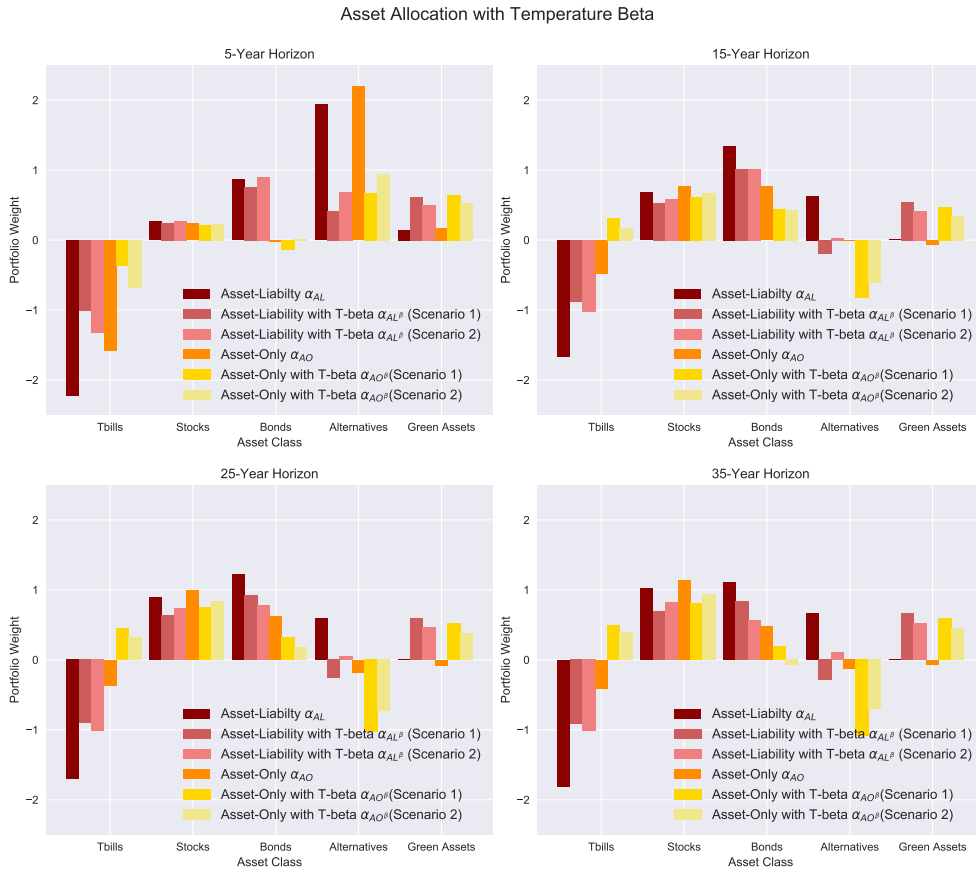 Asset Allocation with Temperature Beta
5-Year Horizon
Portfolio Weight
2
1
0
−1
−2
Asset-Liabilty α_AL
Asset-Liability with T-beta α_AL^β (Scenario 1)
Asset-Liability with T-beta α_AL^β (Scenario 2)
Asset-Only α_AO
Asset-Only with T-beta α_AO^β(Scenario 1)
Asset-Only with T-beta α_AO^β(Scenario 2)
Tbills Stocks Bonds Alternatives Green Assets
Asset Class
15-Year Horizon
Portfolio Weight
2
1
0
−1
−2
Asset-Liabilty α_AL
Asset-Liability with T-beta α_AL^β (Scenario 1)
Asset-Liability with T-beta α_AL^β (Scenario 2)
Asset-Only α_AO
Asset-Only with T-beta α_AO^β(Scenario 1)
Asset-Only with T-beta α_AO^β(Scenario 2)
Tbills Stocks Bonds Alternatives Green Assets
Asset Class
25-Year Horizon
Portfolio Weight
2
1
0
−1
−2
Asset-Liabilty α_AL
Asset-Liability with T-beta α_AL^β (Scenario 1)
Asset-Liability with T-beta α_AL^β (Scenario 2)
Asset-Only α_AO
Asset-Only with T-beta α_AO^β(Scenario 1)
Asset-Only with T-beta α_AO^β(Scenario 2)
Tbills Stocks Bonds Alternatives Green Assets
Asset Class
35-Year Horizon
Portfolio Weight
2
1
0
−1
−2
Asset-Liabilty α_AL
Asset-Liability with T-beta α_AL^β (Scenario 1)
Asset-Liability with T-beta α_AL^β (Scenario 2)
Asset-Only α_AO
Asset-Only with T-beta α_AO^β(Scenario 1)
Asset-Only with T-beta α_AO^β(Scenario 2)
Tbills Stocks Bonds Alternatives Green Assets
Asset Class